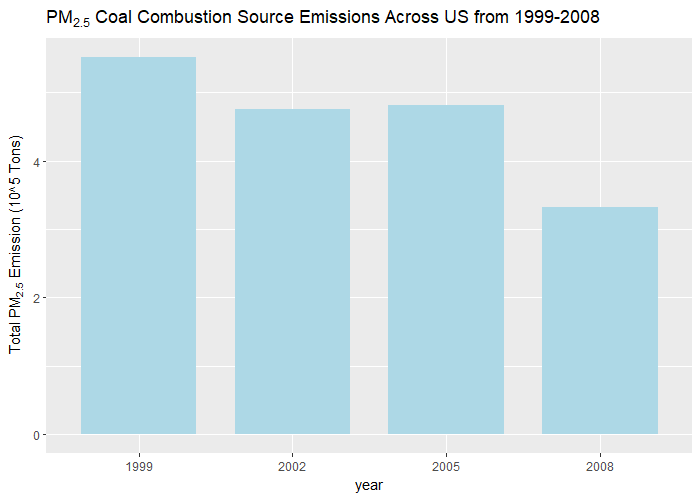 PM2.5 Coal Combustion Source Emissions Across US from 1999-2008
Total PM2.5 Emission (10^5 Tons)
4
2
0
1999 2002 2005 2008
year